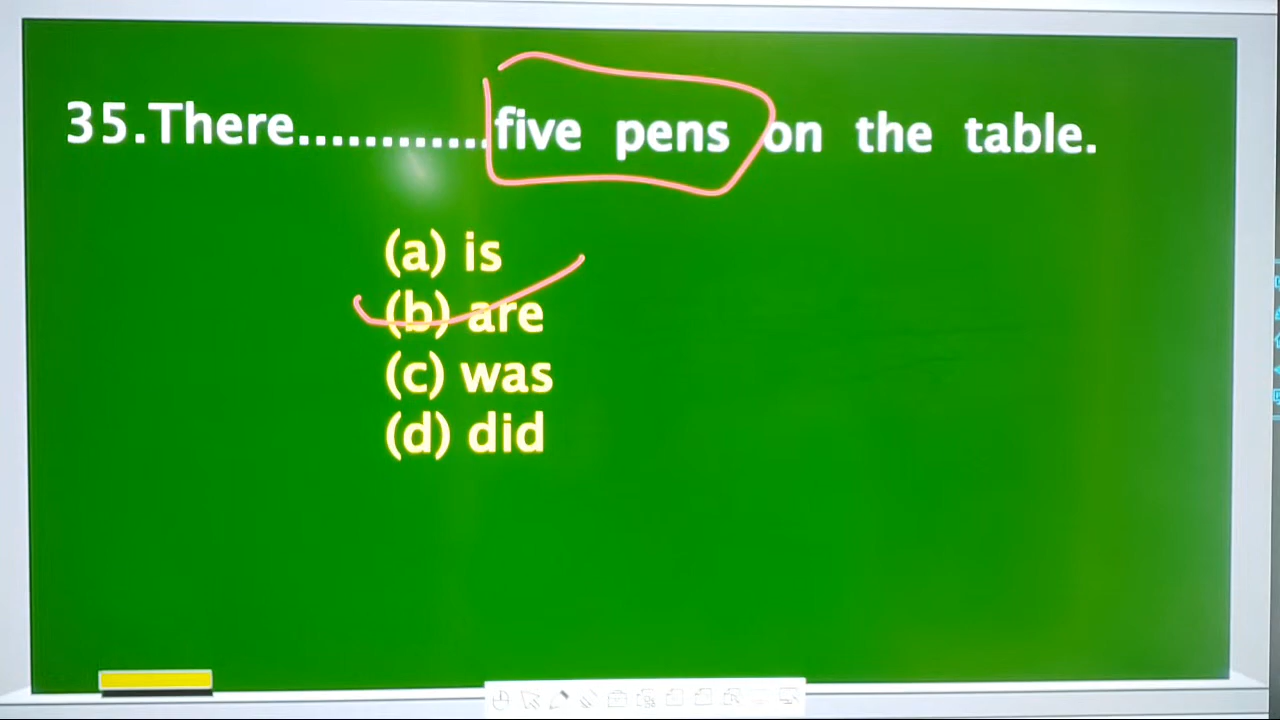 35.There............five pens on the table.
(a) is
(b) are
(c) was
(d) did